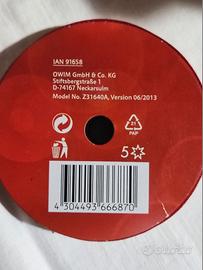 IAN 91658
OWIM GmbH & Co. KG
Stiftsbergstraße 1
D-74167 Neckarsulm
Model No. Z31640A, Version 06/2013
21
PAP
5
4 304493 666870
subito